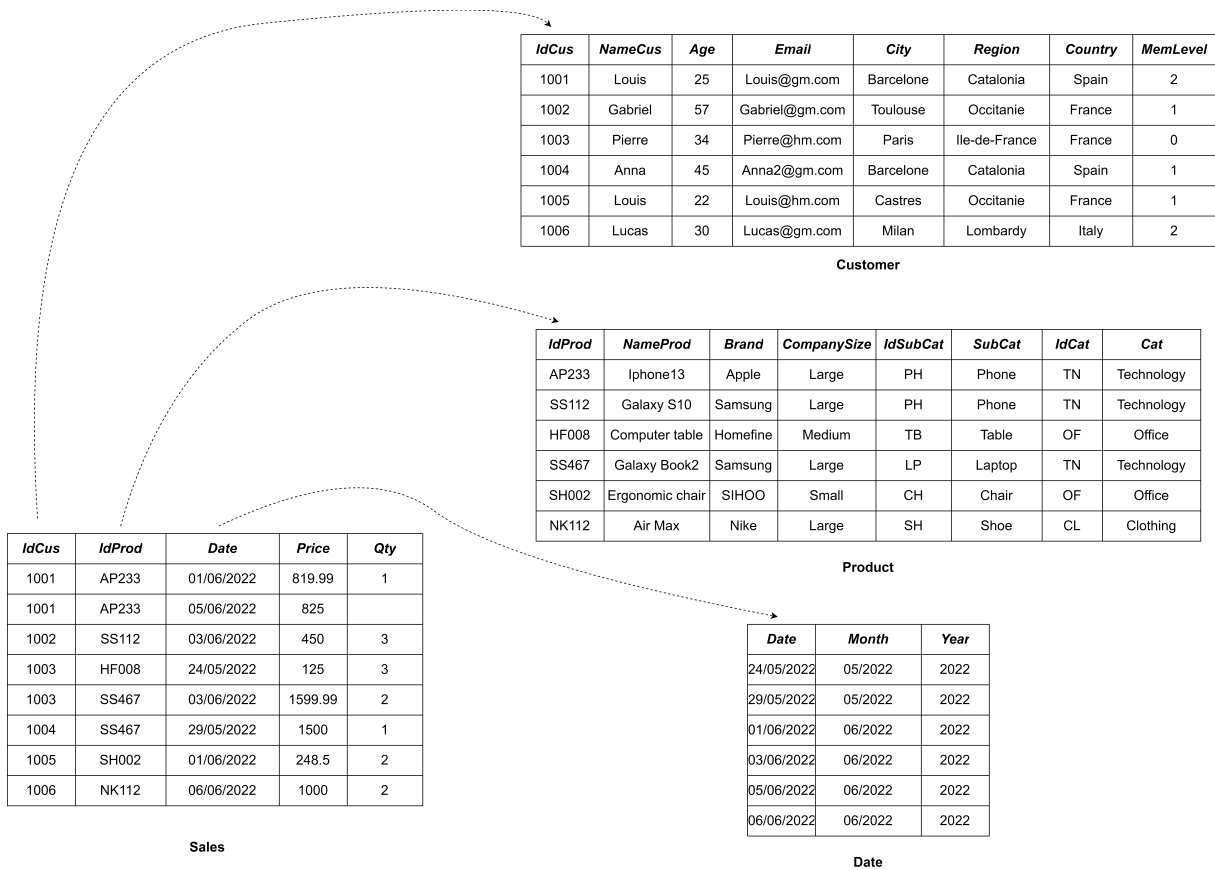 IdCus NameCus Age Email City Region Country MemLevel
1001 Louis 25 Louis@gm.com Barcelone Catalonia Spain 2
1002 Gabriel 57 Gabriel@gm.com Toulouse Occitanie France 1
1003 Pierre 34 Pierre@hm.com Paris Ile-de-France France 0
1004 Anna 45 Anna2@gm.com Barcelone Catalonia Spain 1
1005 Louis 22 Louis@hm.com Castres Occitanie France 1
1006 Lucas 30 Lucas@gm.com Milan Lombardy Italy 2
Customer
IdProd NameProd Brand CompanySize IdSubCat SubCat IdCat Cat
AP233 Iphone13 Apple Large PH Phone TN Technology
SS112 Galaxy S10 Samsung Large PH Phone TN Technology
HF008 Computer table Homefine Medium TB Table OF Office
SS467 Galaxy Book2 Samsung Large LP Laptop TN Technology
SH002 Ergonomic chair SIHOO Small CH Chair OF Office
NK112 Air Max Nike Large SH Shoe CL Clothing
Product
IdCus IdProd Date Price Qty
1001 AP233 01/06/2022 819.99 1
1001 AP233 05/06/2022 825
1002 SS112 03/06/2022 450 3
1003 HF008 24/05/2022 125 3
1003 SS467 03/06/2022 1599.99 2
1004 SS467 29/05/2022 1500 1
1005 SH002 01/06/2022 248.5 2
1006 NK112 06/06/2022 1000 2
Sales
Date Month Year
24/05/2022 05/2022 2022
29/05/2022 05/2022 2022
01/06/2022 06/2022 2022
03/06/2022 06/2022 2022
05/06/2022 06/2022 2022
06/06/2022 06/2022 2022
Date